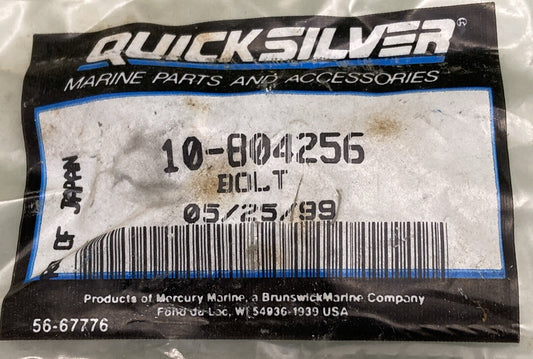 QUICKSILVER®
MARINE PARTS AND ACCESSORIES
10-804256
BOLT
05/25/99
OF JAPAN
Products of Mercury Marine, a Brunswick Marine Company
Fond du Lac, WI 54936-1939 USA
56-67776